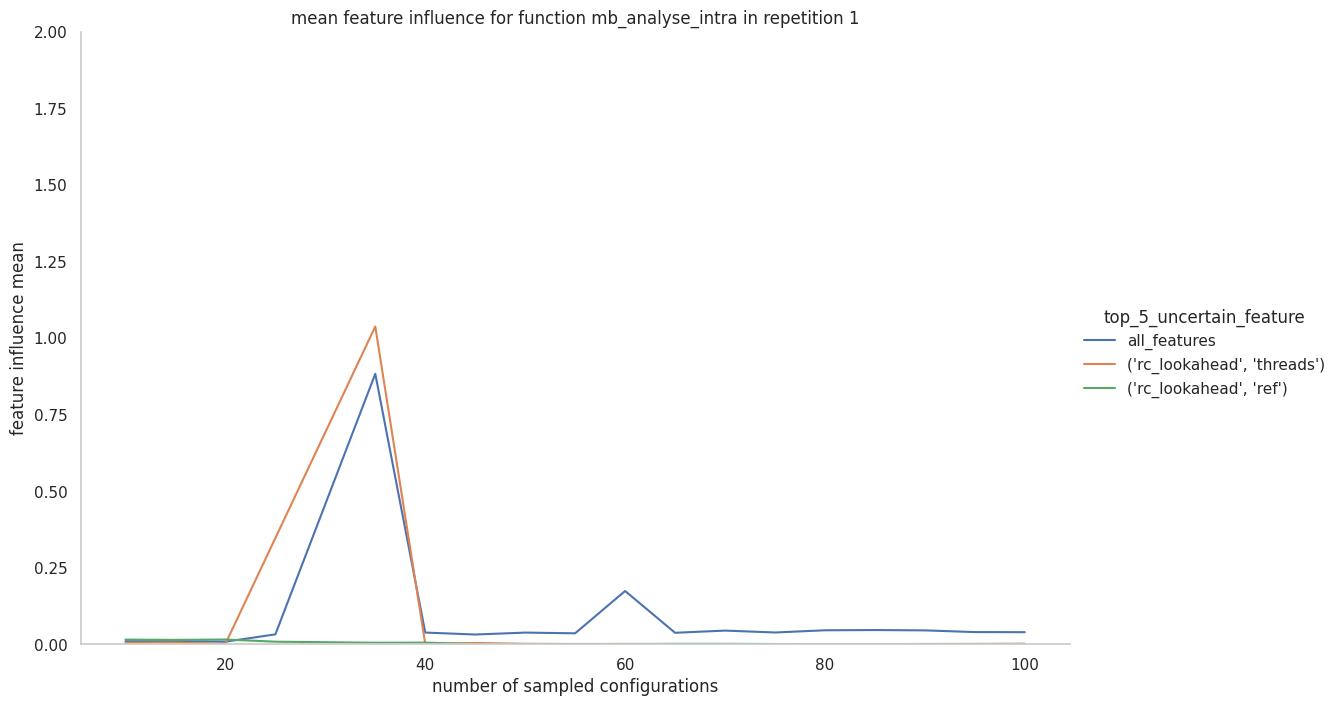 mean feature influence for function mb_analyse_intra in repetition 1
2.00
1.75
1.50
1.25
1.00
0.75
0.50
0.25
0.00
feature influence mean
20
40
60
80
100
number of sampled configurations
top_5_uncertain_feature
all_features
('rc_lookahead', 'threads')
('rc_lookahead', 'ref')